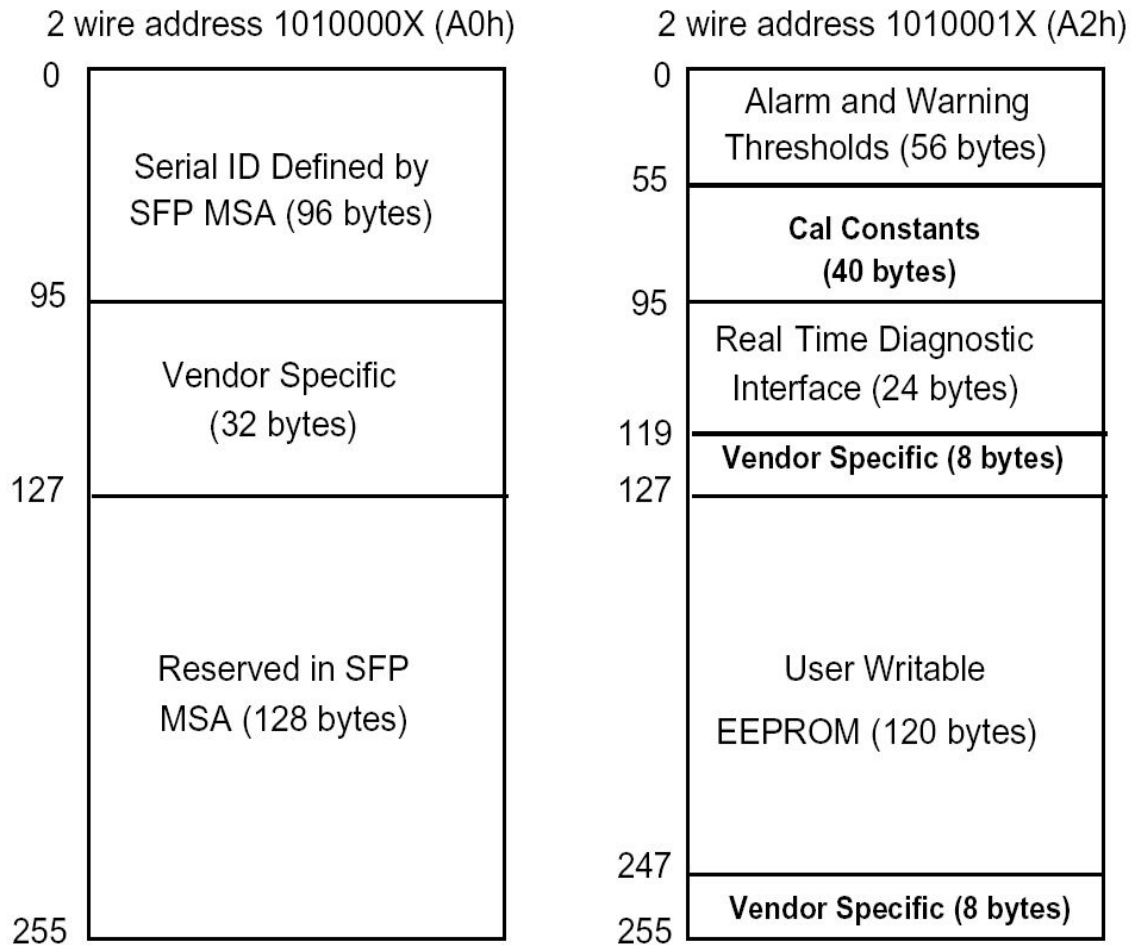 2 wire address 1010000X (A0h)
0
Serial ID Defined by
SFP MSA (96 bytes)
95
Vendor Specific
(32 bytes)
127
Reserved in SFP
MSA (128 bytes)
255
2 wire address 1010001X (A2h)
0
Alarm and Warning
Thresholds (56 bytes)
55
Cal Constants
(40 bytes)
95
Real Time Diagnostic
Interface (24 bytes)
119
Vendor Specific (8 bytes)
127
User Writable
EEPROM (120 bytes)
247
Vendor Specific (8 bytes)
255